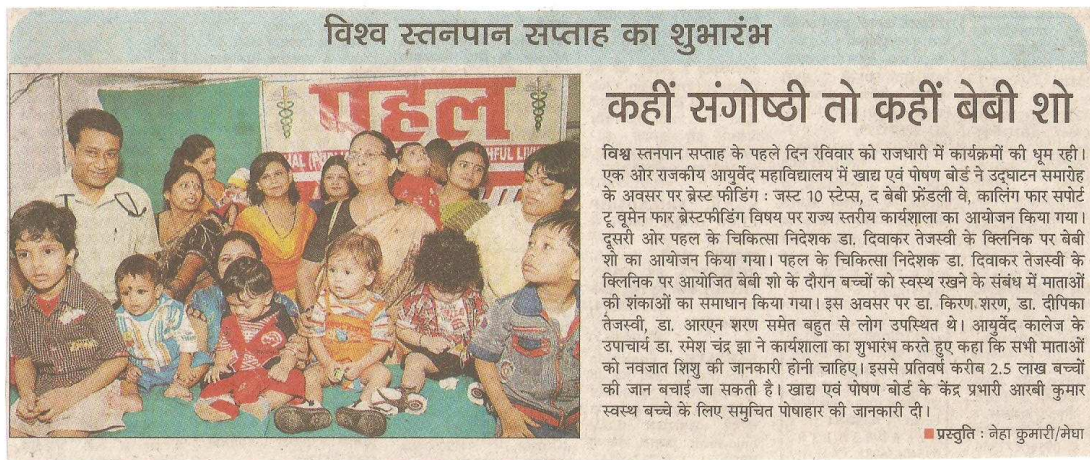 विश्व स्तनपान सप्ताह का शुभारंभ
पहल
कहीं संगोष्ठी तो कहीं बेबी शो
विश्व स्तनपान सप्ताह के पहले दिन रविवार को राजधारी में कार्यक्रमों की धूम रही।
एक ओर राजकीय आयुर्वेद महाविद्यालय में खाद्य एवं पोषण बोर्ड ने उद्घाटन समारोह
के अवसर पर ब्रेस्ट फीडिंग : जस्ट 10 स्टेप्स, द बेबी फ्रेंडली वे, कालिंग फार सपोर्ट
टू वूमेन फार ब्रेस्टफीडिंग विषय पर राज्य स्तरीय कार्यशाला का आयोजन किया गया।
दूसरी ओर पहल के चिकित्सा निदेशक डा. दिवाकर तेजस्वी के क्लिनिक पर बेबी
शो का आयोजन किया गया। पहल के चिकित्सा निदेशक डा. दिवाकर तेजस्वी के
क्लिनिक पर आयोजित बेबी शो के दौरान बच्चों को स्वस्थ रखने के संबंध में माताओं
की शंकाओं का समाधान किया गया। इस अवसर पर डा. किरण शरण, डा. दीपिका
तेजस्वी, डा. आरएन शरण समेत बहुत से लोग उपस्थित थे। आयुर्वेद कालेज के
उपाचार्य डा. रमेश चंद्र झा ने कार्यशाला का शुभारंभ करते हुए कहा कि सभी माताओं
को नवजात शिशु की जानकारी होनी चाहिए। इससे प्रतिवर्ष करीब 2.5 लाख बच्चों
की जान बचाई जा सकती है। खाद्य एवं पोषण बोर्ड के केंद्र प्रभारी आरबी कुमार
स्वस्थ बच्चे के लिए समुचित पोषाहार की जानकारी दी।
प्रस्तुति : नेहा कुमारी/मेघा